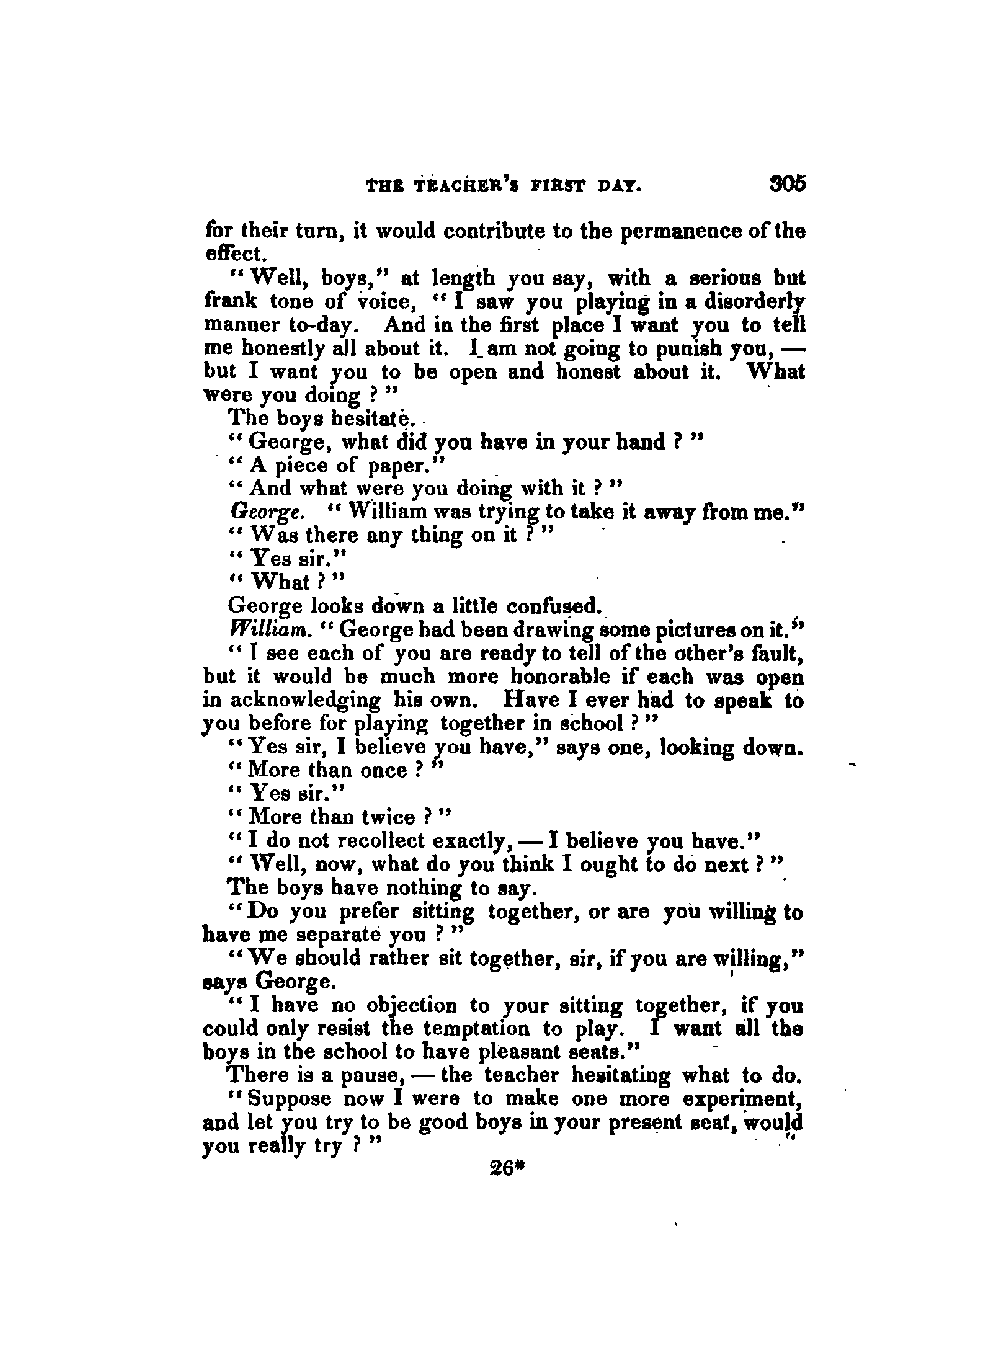 THE TEACHER'S FIRST DAY. 305
for their turn, it would contribute to the permanence of the
effect.
"Well, boys," at length you say, with a serious but
frank tone of voice, "I saw you playing in a disorderly
manner to-day. And in the first place I want you to tell
me honestly all about it. I am not going to punish you, —
but I want you to be open and honest about it. What
were you doing?"
The boys hesitate.
"George, what did you have in your hand?"
"A piece of paper."
"And what were you doing with it?"
George. "William was trying to take it away from me."
"Was there any thing on it?"
"Yes sir."
"What?"
George looks down a little confused.
William. "George had been drawing some pictures on it."
"I see each of you are ready to tell of the other's fault,
but it would be much more honorable if each was open
in acknowledging his own. Have I ever had to speak to
you before for playing together in school?"
"Yes sir, I believe you have," says one, looking down.
"More than once?"
"Yes sir."
"More than twice?"
"I do not recollect exactly, — I believe you have."
"Well, now, what do you think I ought to do next?"
The boys have nothing to say.
"Do you prefer sitting together, or are you willing to
have me separate you?"
"We should rather sit together, sir, if you are willing,"
says George.
"I have no objection to your sitting together, if you
could only resist the temptation to play. I want all the
boys in the school to have pleasant seats."
There is a pause, — the teacher hesitating what to do.
"Suppose now I were to make one more experiment,
and let you try to be good boys in your present seat, would
you really try?"
26*